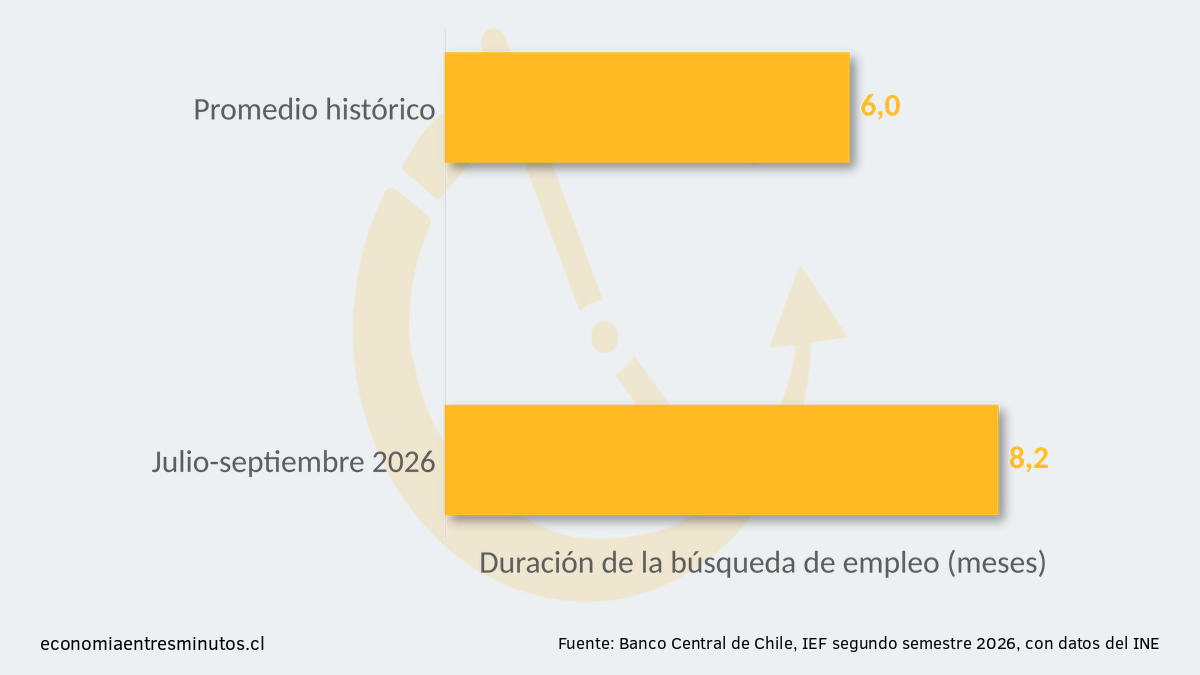 Promedio histórico
6,0
Julio-septiembre 2026
8,2
Duración de la búsqueda de empleo (meses)
economiaentresminutos.cl
Fuente: Banco Central de Chile, IEF segundo semestre 2026, con datos del INE